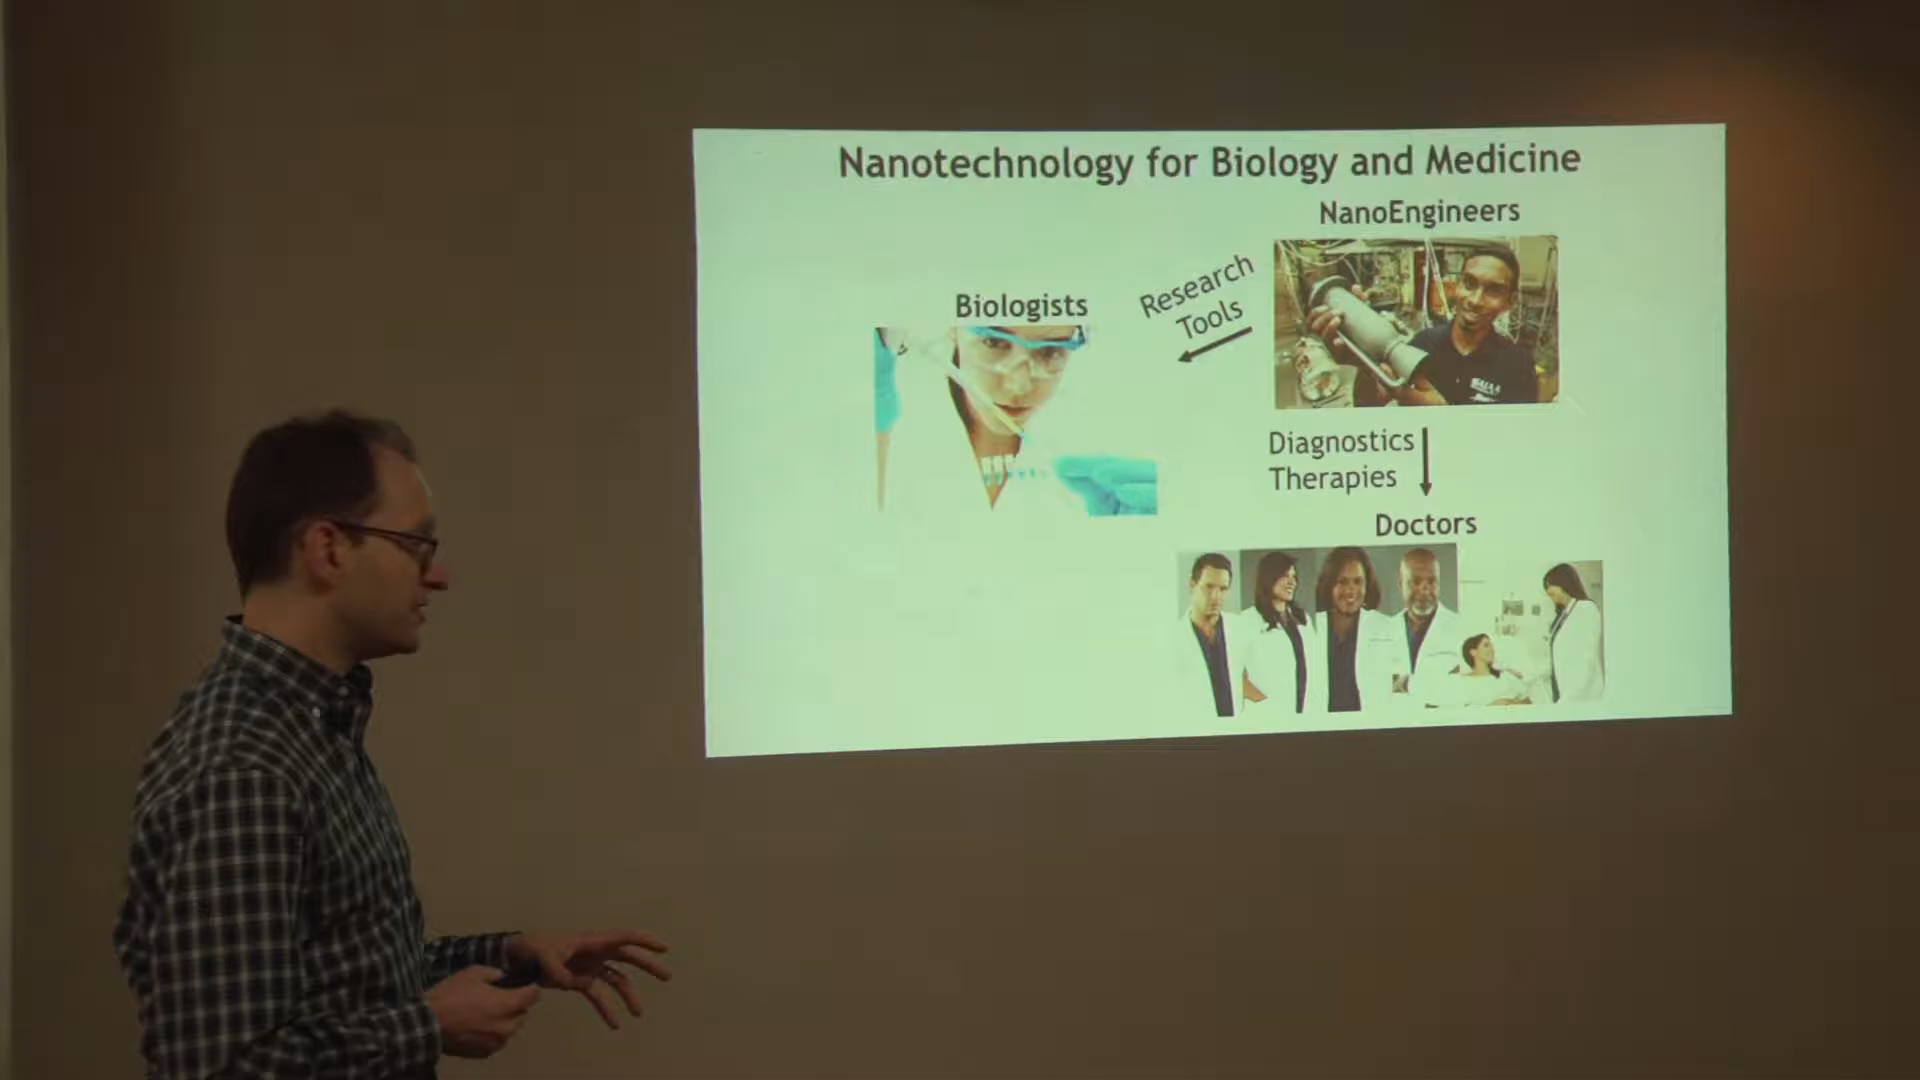 Nanotechnology for Biology and Medicine
NanoEngineers
Research
Tools
Biologists
Diagnostics
Therapies
Doctors